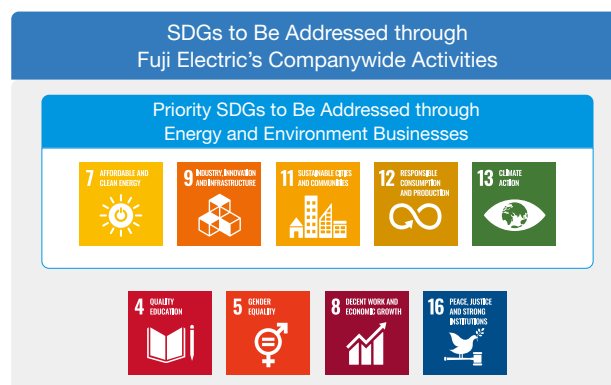 SDGs to Be Addressed through
Fuji Electric's Companywide Activities
Priority SDGs to Be Addressed through
Energy and Environment Businesses
7 AFFORDABLE AND
CLEAN ENERGY
9 INDUSTRY, INNOVATION
AND INFRASTRUCTURE
11 SUSTAINABLE CITIES
AND COMMUNITIES
12 RESPONSIBLE
CONSUMPTION
AND PRODUCTION
13 CLIMATE
ACTION
4 QUALITY
EDUCATION
5 GENDER
EQUALITY
8 DECENT WORK AND
ECONOMIC GROWTH
16 PEACE, JUSTICE
AND STRONG
INSTITUTIONS